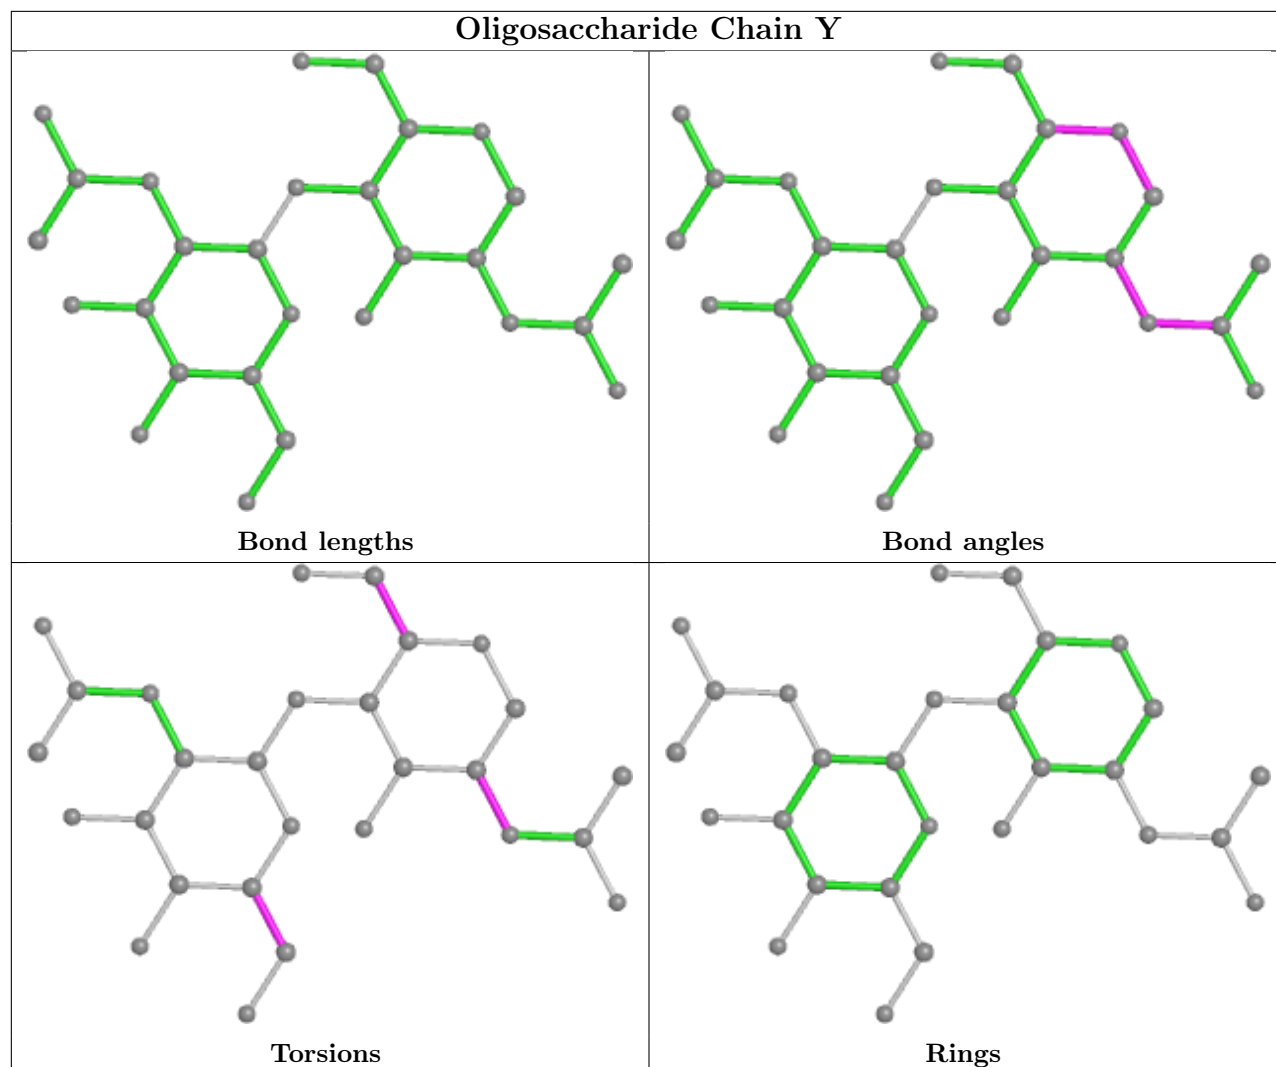 Oligosaccharide Chain Y
Bond lengths
Bond angles
Torsions
Rings